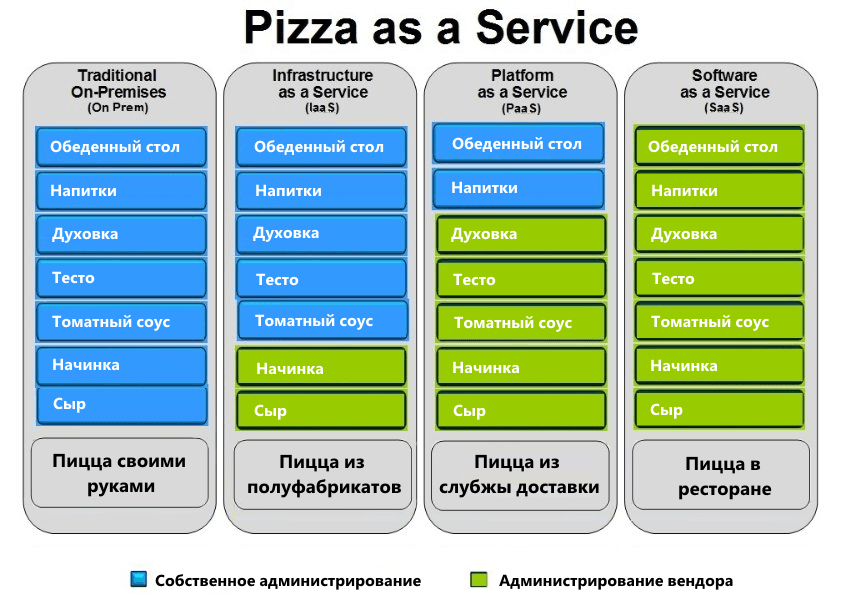 Pizza as a Service
Traditional
On-Premises
(On Prem)
Обеденный стол
Напитки
Духовка
Тесто
Томатный соус
Начинка
Сыр
Пицца своими
руками
Infrastructure
as a Service
(IaaS)
Обеденный стол
Напитки
Духовка
Тесто
Томатный соус
Начинка
Сыр
Пицца из
полуфабрикатов
Platform
as a Service
(PaaS)
Обеденный стол
Напитки
Духовка
Тесто
Томатный соус
Начинка
Сыр
Пицца из
слубжы доставки
Software
as a Service
(SaaS)
Обеденный стол
Напитки
Духовка
Тесто
Томатный соус
Начинка
Сыр
Пицца в
ресторане
Собственное администрирование
Администрирование вендора